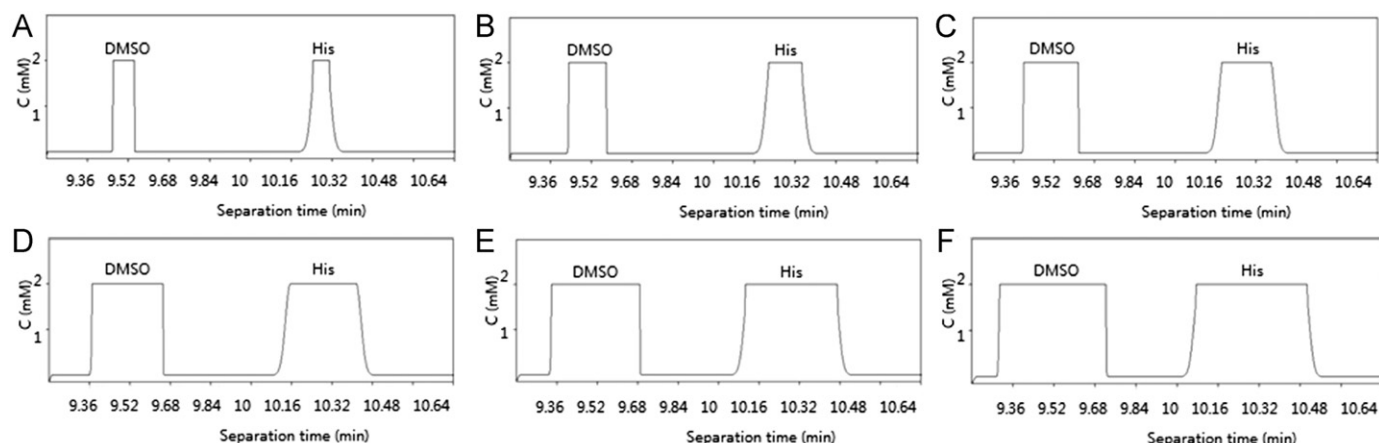 A
DMSO
His
C (mM)
2
1
9.36 9.52 9.68 9.84 10 10.16 10.32 10.48 10.64
Separation time (min)
B
DMSO
His
C (mM)
2
1
9.36 9.52 9.68 9.84 10 10.16 10.32 10.48 10.64
Separation time (min)
C
DMSO
His
C (mM)
2
1
9.36 9.52 9.68 9.84 10 10.16 10.32 10.48 10.64
Separation time (min)
D
DMSO
His
C (mM)
2
1
9.36 9.52 9.68 9.84 10 10.16 10.32 10.48 10.64
Separation time (min)
E
DMSO
His
C (mM)
2
1
9.36 9.52 9.68 9.84 10 10.16 10.32 10.48 10.64
Separation time (min)
F
DMSO
His
C (mM)
2
1
9.36 9.52 9.68 9.84 10 10.16 10.32 10.48 10.64
Separation time (min)